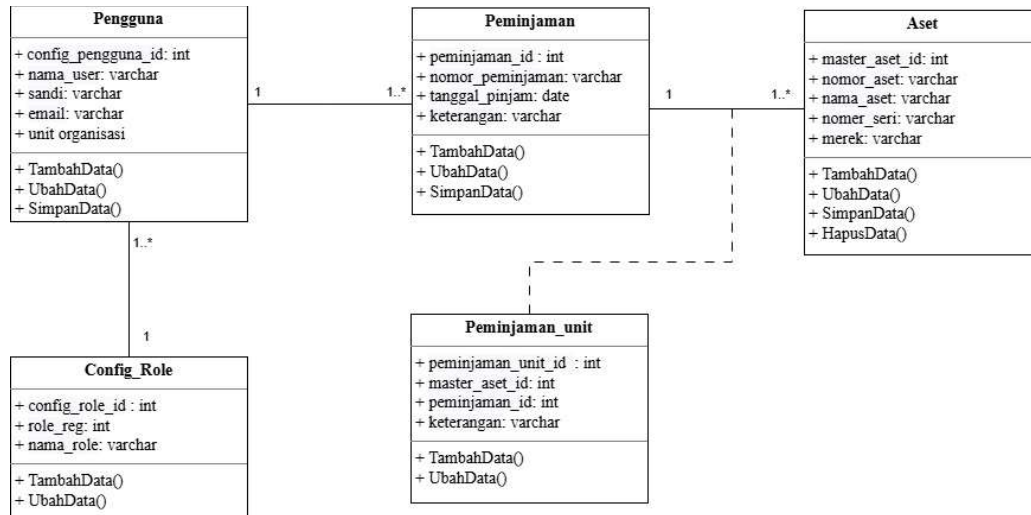 Pengguna
+ config_pengguna_id: int
+ nama_user: varchar
+ sandi: varchar
+ email: varchar
+ unit organisasi
+ TambahData()
+ UbahData()
+ SimpanData()
1
1..*
Peminjaman
+ peminjaman_id : int
+ nomor_peminjaman: varchar
+ tanggal_pinjam: date
+ keterangan: varchar
+ TambahData()
+ UbahData()
+ SimpanData()
1
1..*
Aset
+ master_aset_id: int
+ nomor_aset: varchar
+ nama_aset: varchar
+ nomer_seri: varchar
+ merek: varchar
+ TambahData()
+ UbahData()
+ SimpanData()
+ HapusData()
1..*
1
Config_Role
+ config_role_id : int
+ role_reg: int
+ nama_role: varchar
+ TambahData()
+ UbahData()
Peminjaman_unit
+ peminjaman_unit_id : int
+ master_aset_id: int
+ peminjaman_id: int
+ keterangan: varchar
+ TambahData()
+ UbahData()